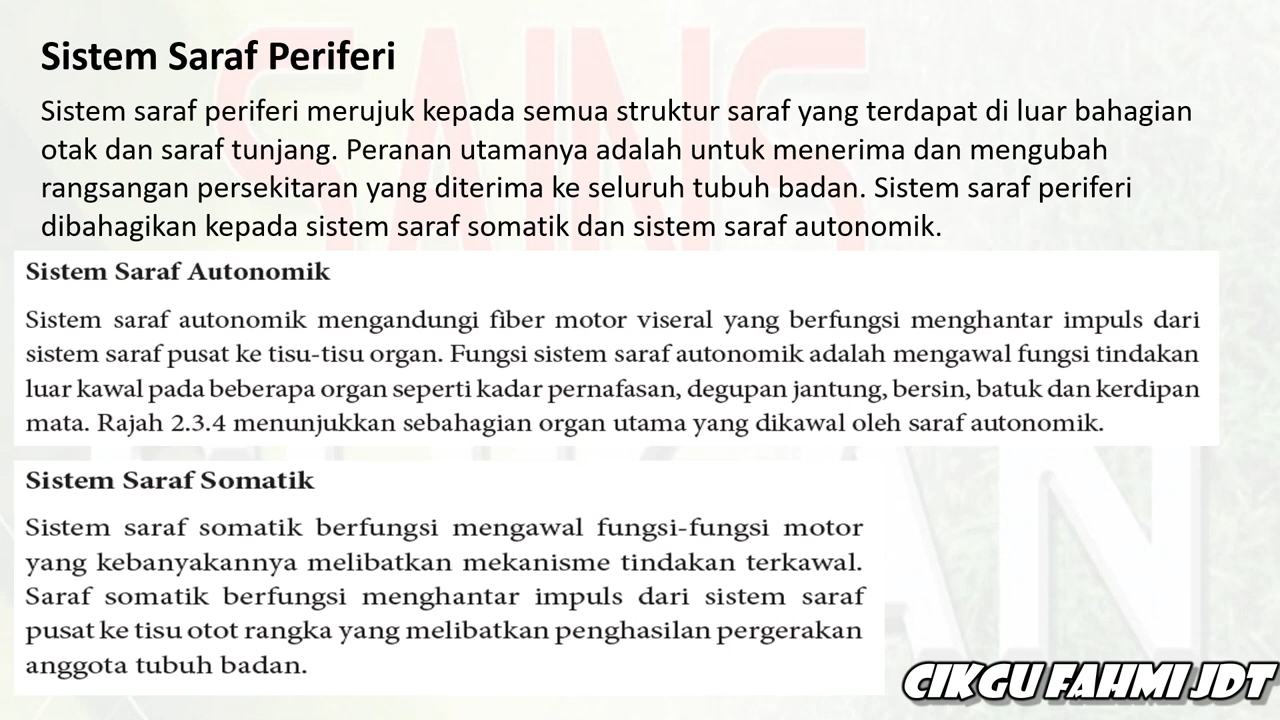 Sistem Saraf Periferi
Sistem saraf periferi merujuk kepada semua struktur saraf yang terdapat di luar bahagian
otak dan saraf tunjang. Peranan utamanya adalah untuk menerima dan mengubah
rangsangan persekitaran yang diterima ke seluruh tubuh badan. Sistem saraf periferi
dibahagikan kepada sistem saraf somatik dan sistem saraf autonomik.
Sistem Saraf Autonomik
Sistem saraf autonomik mengandungi fiber motor viseral yang berfungsi menghantar impuls dari
sistem saraf pusat ke tisu-tisu organ. Fungsi sistem saraf autonomik adalah mengawal fungsi tindakan
luar kawal pada beberapa organ seperti kadar pernafasan, degupan jantung, bersin, batuk dan kerdipan
mata. Rajah 2.3.4 menunjukkan sebahagian organ utama yang dikawal oleh saraf autonomik.
Sistem Saraf Somatik
Sistem saraf somatik berfungsi mengawal fungsi-fungsi motor
yang kebanyakannya melibatkan mekanisme tindakan terkawal.
Saraf somatik berfungsi menghantar impuls dari sistem saraf
pusat ke tisu otot rangka yang melibatkan penghasilan pergerakan
anggota tubuh badan.
CIKGU FAHMI JDT